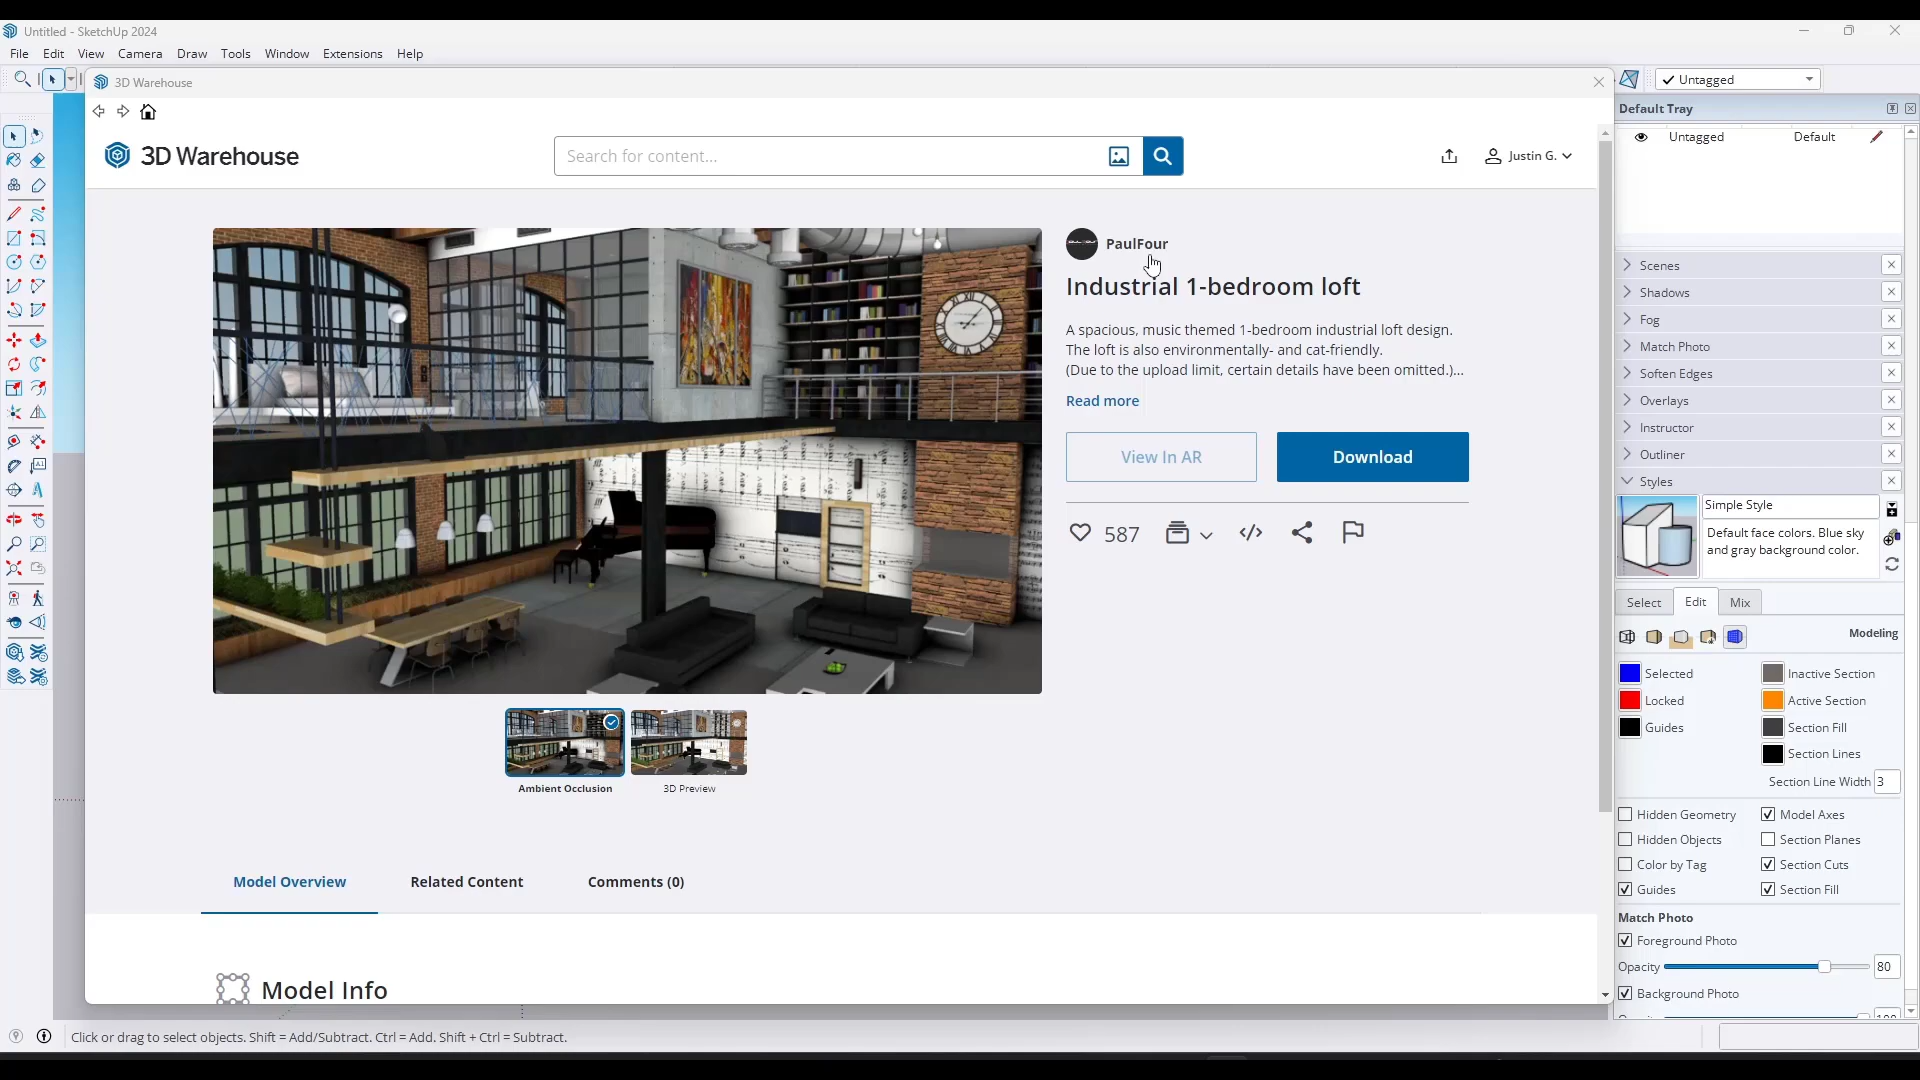 Untitled - SketchUp 2024
File Edit View Camera Draw Tools Window Extensions Help
Untagged
3D Warehouse
Default Tray
Untagged Default
3D Warehouse
Search for content...
Justin G.
PaulFour
Industrial 1-bedroom loft
A spacious, music themed 1-bedroom industrial loft design.
The loft is also environmentally- and cat-friendly.
(Due to the upload limit, certain details have been omitted.)...
Read more
View In AR
Download
587
Ambient Occlusion
3D Preview
Model Overview
Related Content
Comments (0)
Model Info
Scenes
Shadows
Fog
Match Photo
Soften Edges
Overlays
Instructor
Outliner
Styles
Simple Style
Default face colors. Blue sky
and gray background color.
Select Edit Mix
Modeling
Selected Inactive Section
Locked Active Section
Guides Section Fill
Section Lines
Section Line Width 3
Hidden Geometry Model Axes
Hidden Objects Section Planes
Color by Tag Section Cuts
Guides Section Fill
Match Photo
Foreground Photo
Opacity 80
Background Photo
Click or drag to select objects. Shift = Add/Subtract. Ctrl = Add. Shift + Ctrl = Subtract.